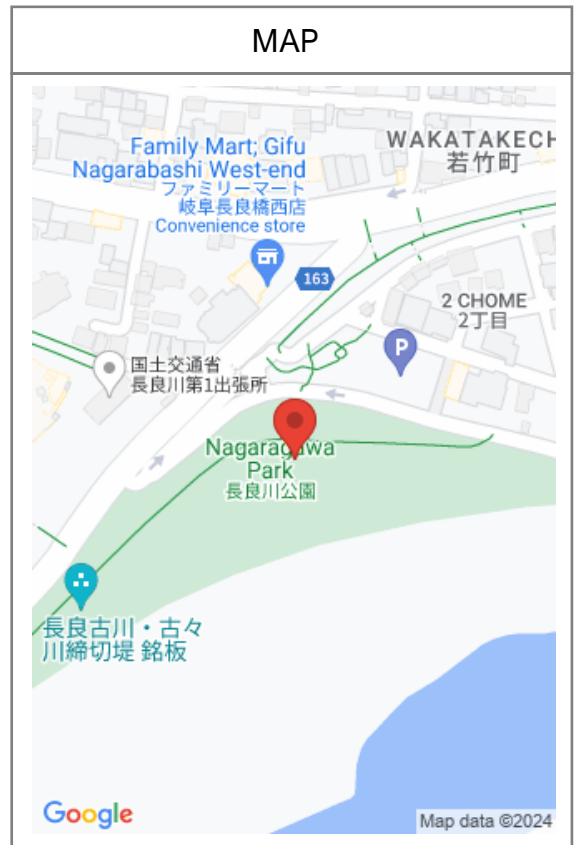 MAP
Family Mart; Gifu
Nagarabashi West-end
ファミリーマート
岐阜長良橋西店
Convenience store
WAKATAKECH
若竹町
163
2 CHOME
2丁目
P
国土交通省
長良川第1出張所
Nagaragawa
Park
長良川公園
長良古川・古々
川締切堤 銘板
Google
Map data ©2024